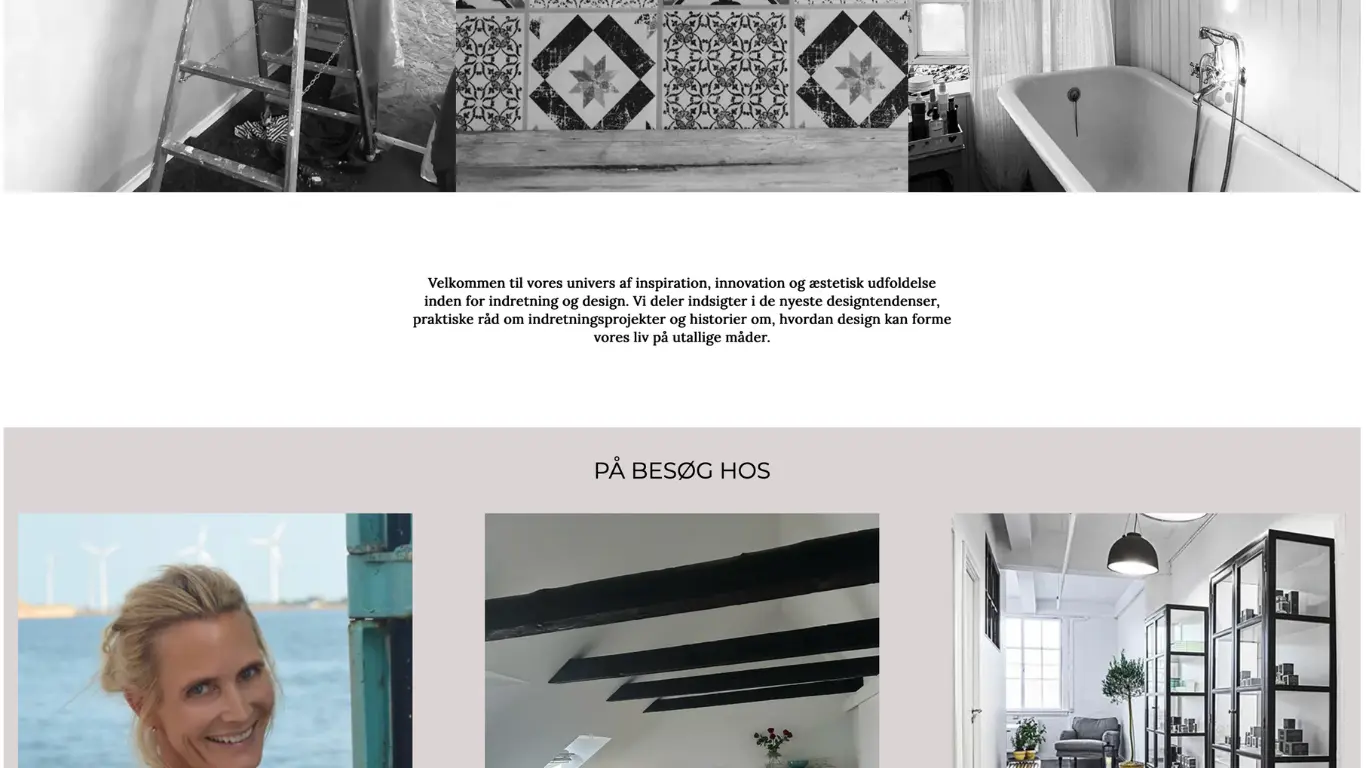 Velkommen til vores univers af inspiration, innovation og æstetisk udfoldelse
inden for indretning og design. Vi deler indsigter i de nyeste designtendenser,
praktiske råd om indretningsprojekter og historier om, hvordan design kan forme
vores liv på utallige måder.
PÅ BESØG HOS